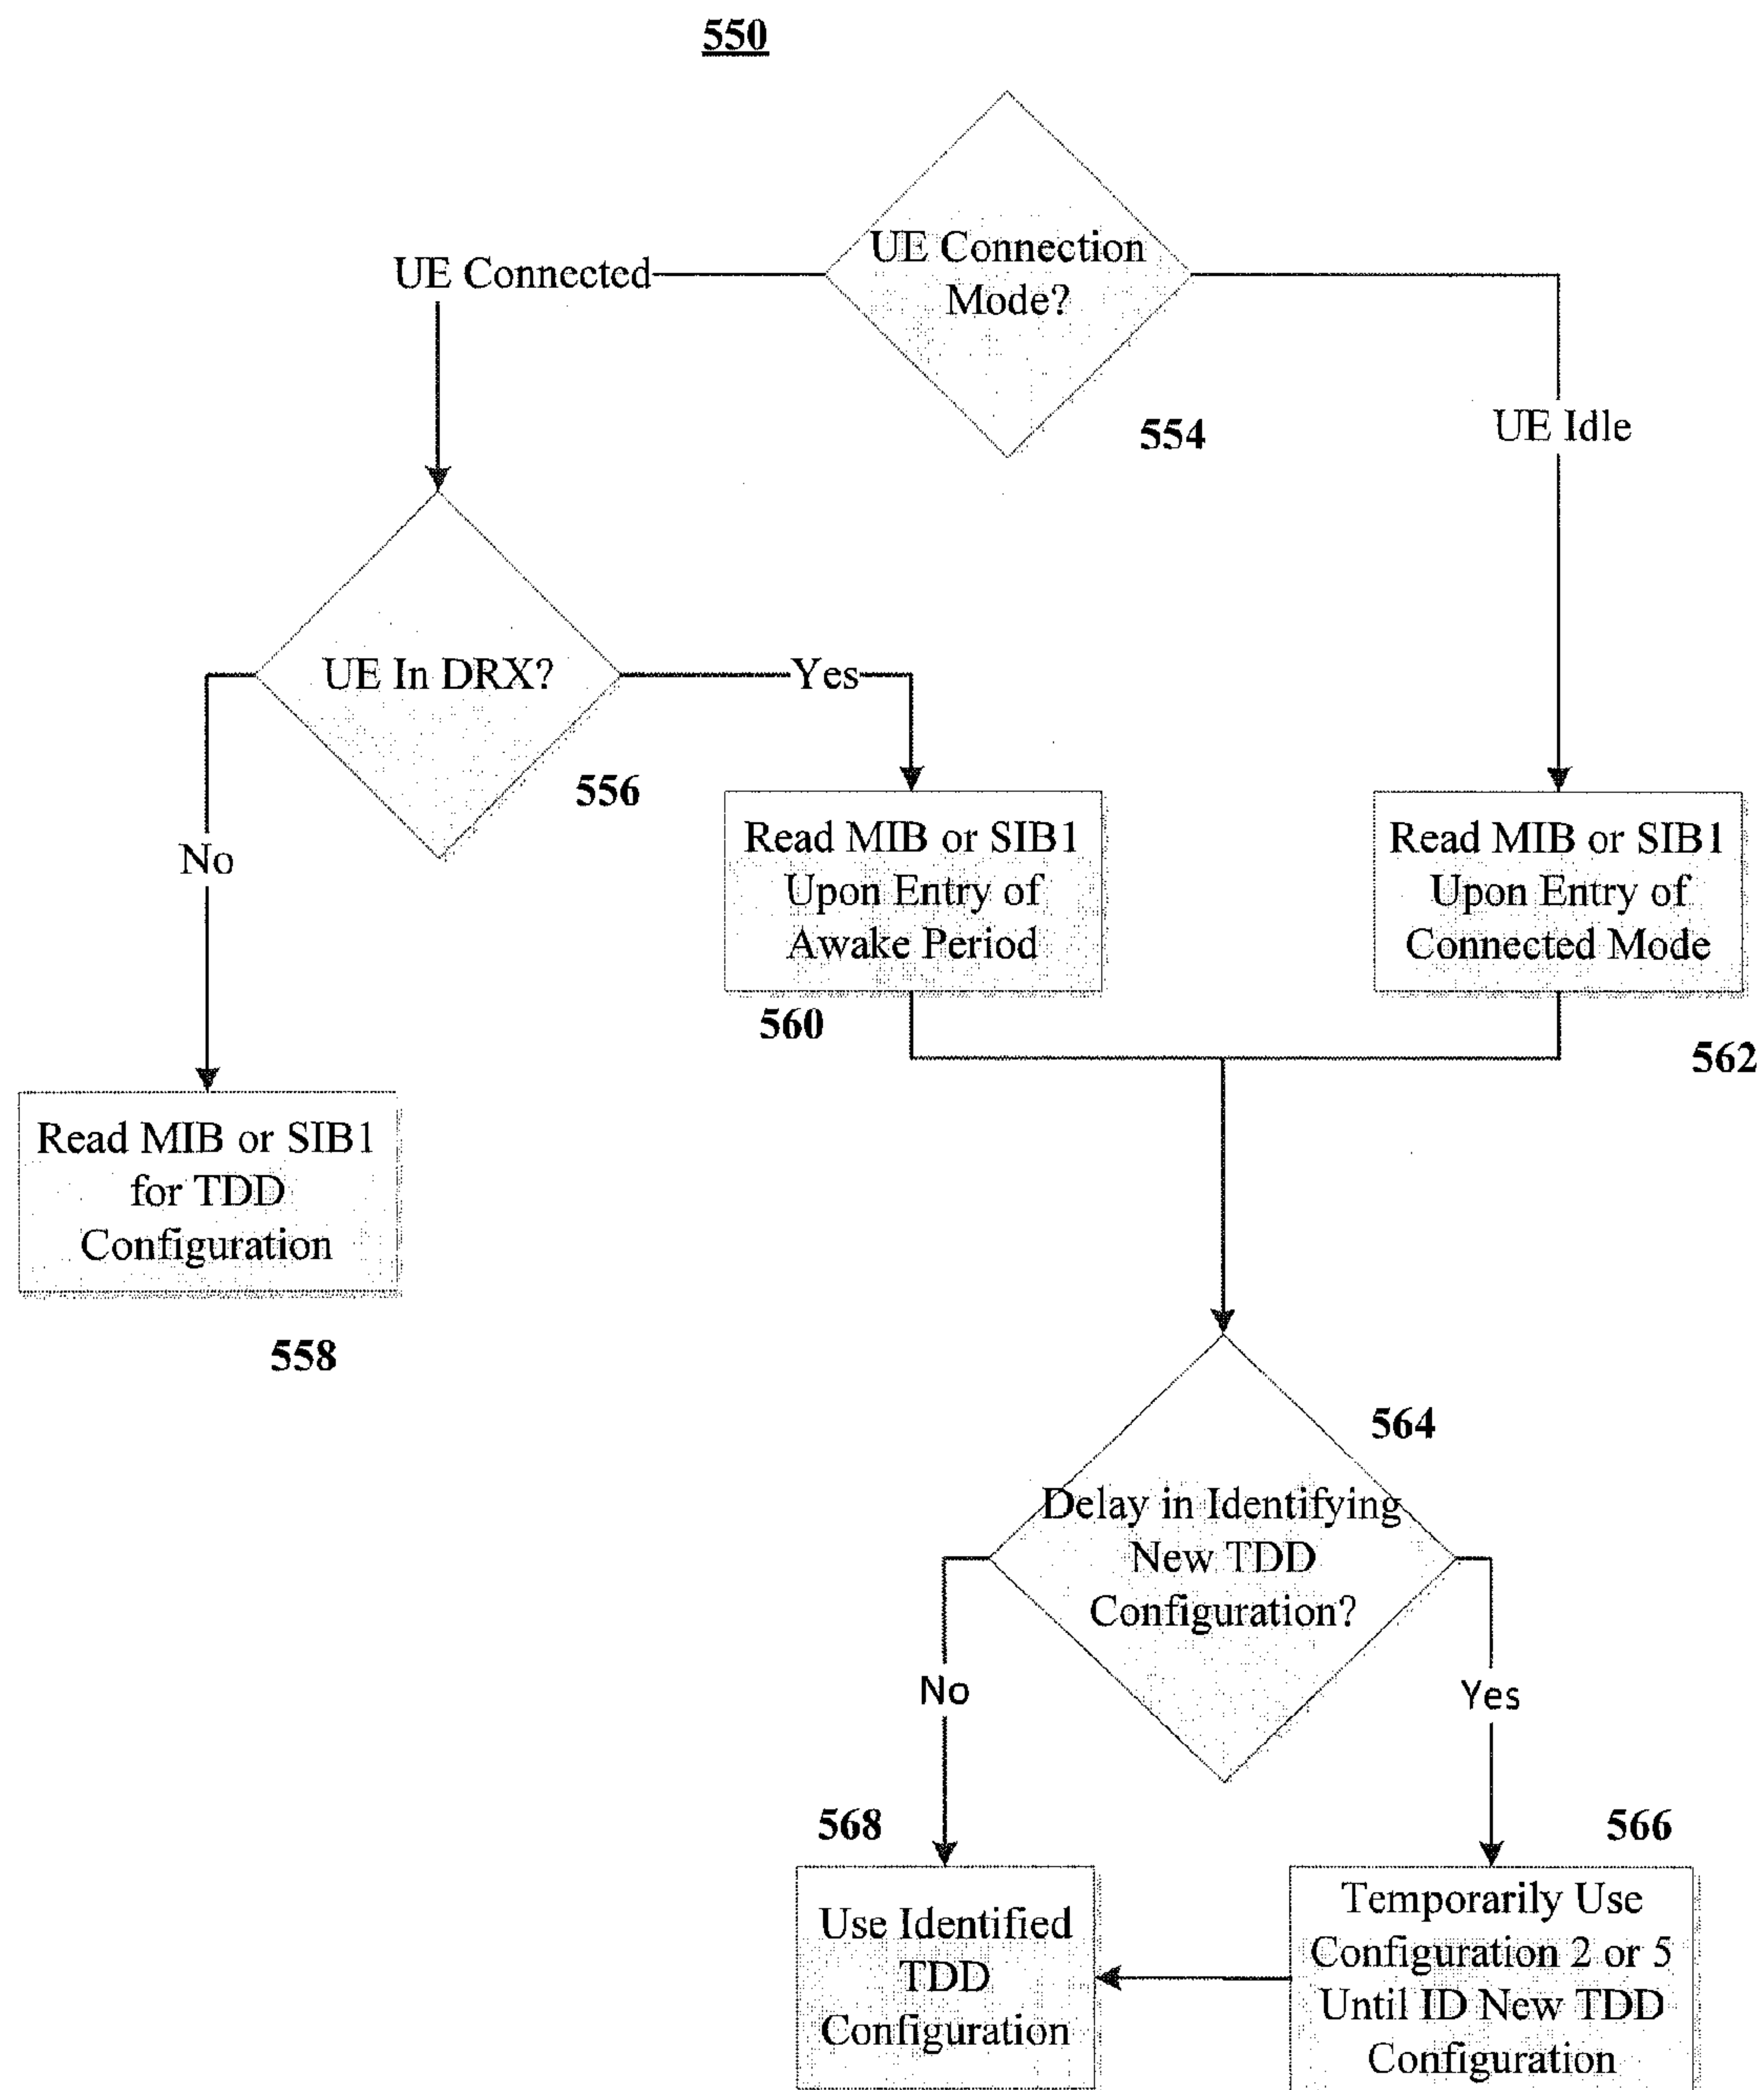 550
UE Connection
Mode?
554
UE Connected
UE Idle
UE In DRX?
556
Yes
No
Read MIB or SIB1
Upon Entry of
Awake Period
560
Read MIB or SIB1
Upon Entry of
Connected Mode
562
Read MIB or SIB1
for TDD
Configuration
558
564
Delay in Identifying
New TDD
Configuration?
No
Yes
568
566
Use Identified
TDD
Configuration
Temporarily Use
Configuration 2 or 5
Until ID New TDD
Configuration